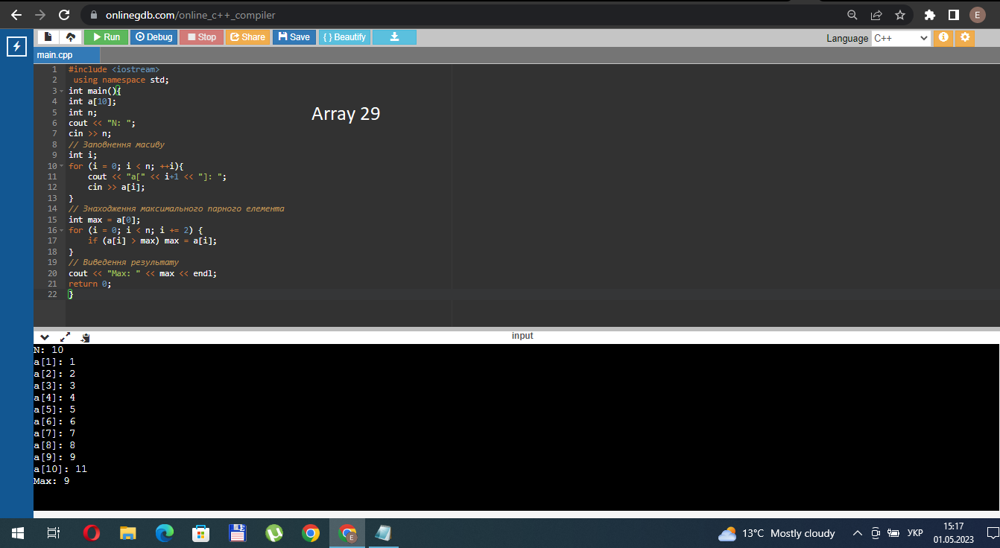 onlinegdb.com/online_c++_compiler
E
Run Debug Stop Share Save { } Beautify
Language C++
main.cpp
1 #include <iostream>
2 using namespace std;
3 int main(){
4 int a[10];
5 int n;
6 cout << "N: ";
7 cin >> n;
8 // Заповнення масиву
9 int i;
10 for (i = 0; i < n; ++i){
11 cout << "a[" << i+1 << "]: ";
12 cin >> a[i];
13 }
14 // Знаходження максимального парного елемента
15 int max = a[0];
16 for (i = 0; i < n; i += 2) {
17 if (a[i] > max) max = a[i];
18 }
19 // Виведення результату
20 cout << "Max: " << max << endl;
21 return 0;
22 }
Array 29
input
N: 10
a[1]: 1
a[2]: 2
a[3]: 3
a[4]: 4
a[5]: 5
a[6]: 6
a[7]: 7
a[8]: 8
a[9]: 9
a[10]: 11
Max: 9
E
13°C Mostly cloudy
УКР
15:17
01.05.2023